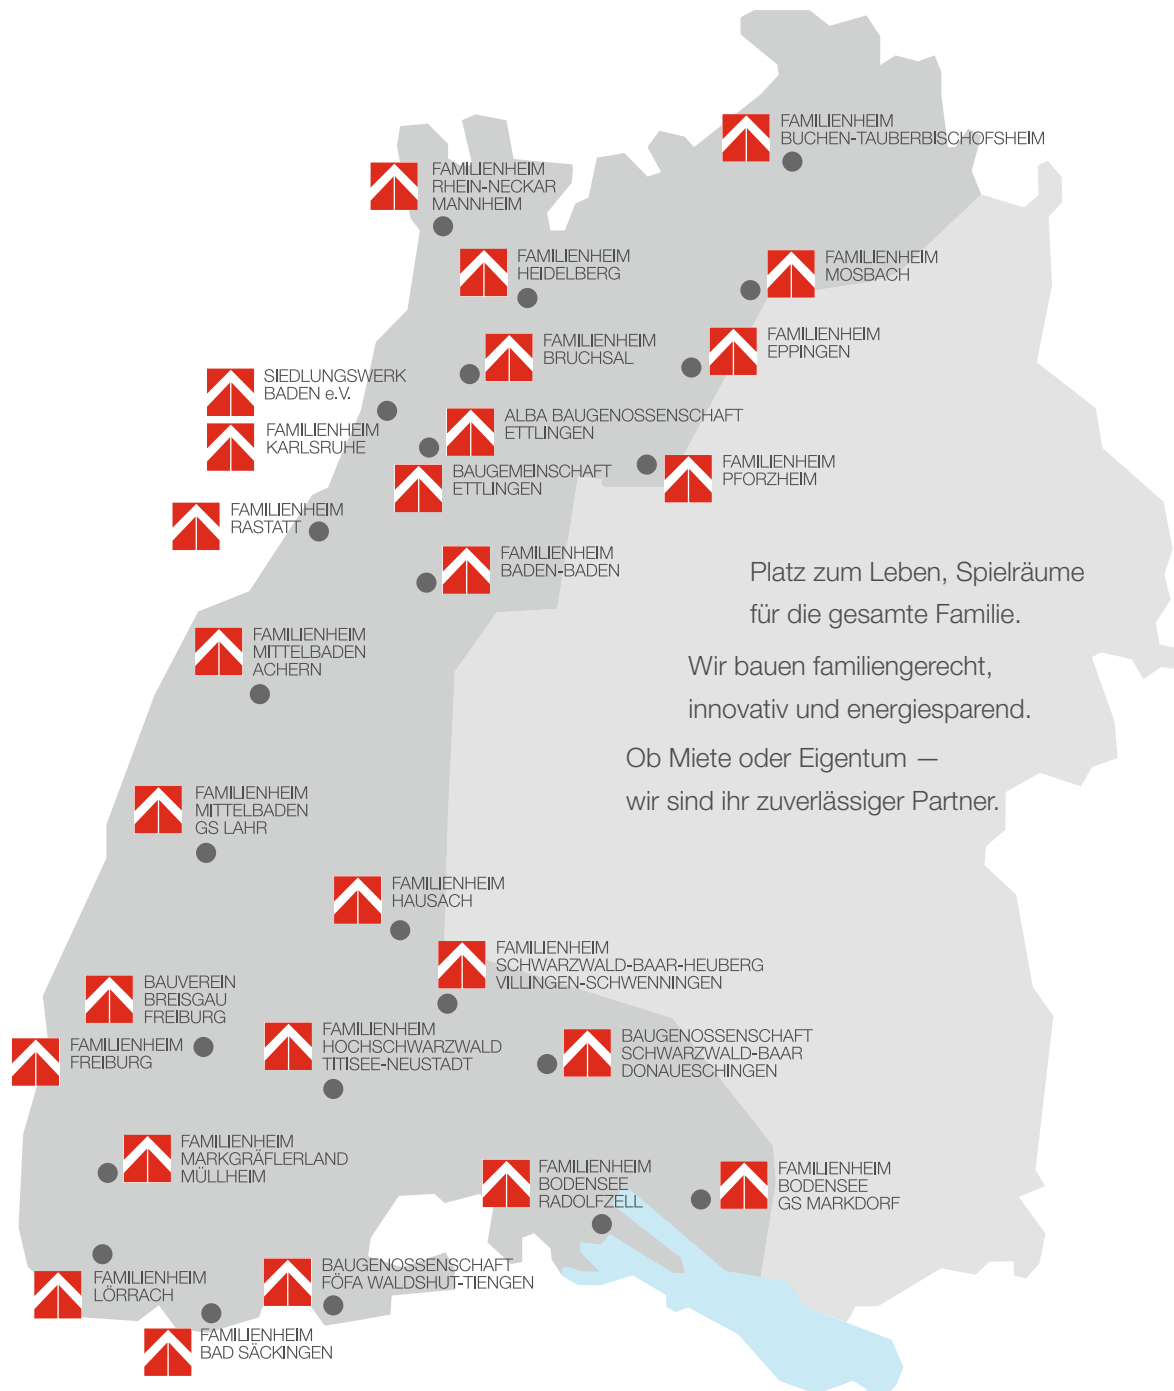 FAMILIENHEIM
BUCHEN-TAUBERBISCHOFSHEIM
FAMILIENHEIM
RHEIN-NECKAR
MANNHEIM
FAMILIENHEIM
HEIDELBERG
FAMILIENHEIM
MOSBACH
FAMILIENHEIM
BRUCHSAL
FAMILIENHEIM
EPPINGEN
SIEDLUNGSWERK
BADEN e.V.
FAMILIENHEIM
KARLSRUHE
ALBA BAUGENOSSENSCHAFT
ETTLINGEN
BAUGEMEINSCHAFT
ETTLINGEN
FAMILIENHEIM
PFORZHEIM
FAMILIENHEIM
RASTATT
FAMILIENHEIM
BADEN-BADEN
Platz zum Leben, Spielräume
für die gesamte Familie.
Wir bauen familiengerecht,
innovativ und energiesparend.
Ob Miete oder Eigentum —
wir sind ihr zuverlässiger Partner.
FAMILIENHEIM
MITTELBADEN
ACHERN
FAMILIENHEIM
MITTELBADEN
GS LAHR
FAMILIENHEIM
HAUSACH
FAMILIENHEIM
SCHWARZWALD-BAAR-HEUBERG
VILLINGEN-SCHWENNINGEN
BAUVEREIN
BREISGAU
FREIBURG
FAMILIENHEIM
FREIBURG
FAMILIENHEIM
HOCHSCHWARZWALD
TITISEE-NEUSTADT
BAUGENOSSENSCHAFT
SCHWARZWALD-BAAR
DONAUESCHINGEN
FAMILIENHEIM
MARKGRÄFLERLAND
MÜLLHEIM
FAMILIENHEIM
BODENSEE
RADOLFZELL
FAMILIENHEIM
BODENSEE
GS MARKDORF
FAMILIENHEIM
LÖRRACH
BAUGENOSSENSCHAFT
FÖFA WALDSHUT-TIENGEN
FAMILIENHEIM
BAD SÄCKINGEN